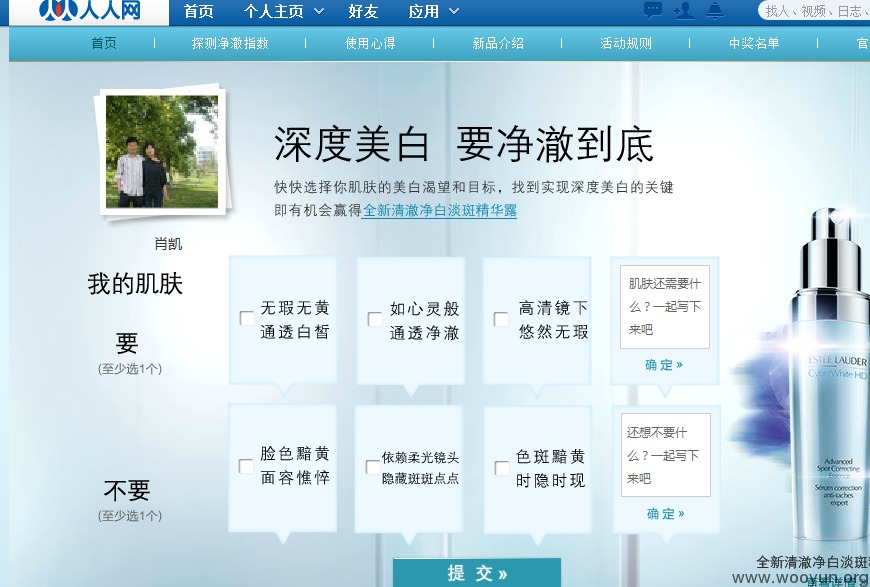 人人网 首页 个人主页 好友 应用 找人、视频、日志、
首页 探测净澈指数 使用心得 新品介绍 活动规则 中奖名单 官
深度美白 要净澈到底
快快选择你肌肤的美白渴望和目标，找到实现深度美白的关键
即有机会赢得全新清澈净白淡斑精华露
肖凯
我的肌肤
要
(至少选1个)
无瑕无黄
通透白皙
如心灵般
通透净澈
高清镜下
悠然无瑕
肌肤还需要什
么？一起写下
来吧
确定»
不要
(至少选1个)
脸色黯黄
面容憔悴
依赖柔光镜头
隐藏斑斑点点
色斑黯黄
时隐时现
还想不要什
么？一起写下
来吧
确定»
提 交 »
ESTEE LAUDER
CyberWhite HD
Advanced
Spot Correcting
Essence
Sérum correction
anti-taches
expert
全新清澈净白淡斑
www.wooyun.org